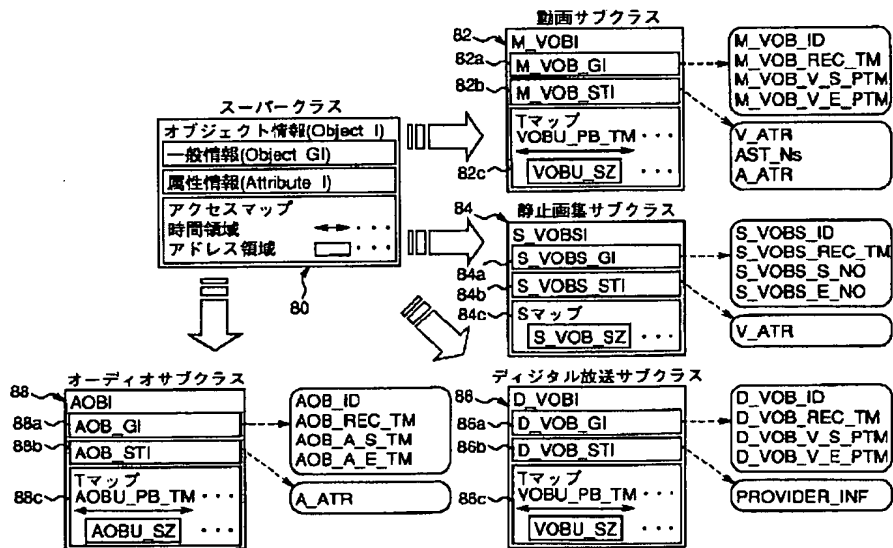 動画サブクラス
82
M_VOBI
82a
M_VOB_GI
82b
M_VOB_STI
Tマップ
VOBU_PB_TM ・・・
82c
VOBU_SZ ・・・
M_VOB_ID
M_VOB_REC_TM
M_VOB_V_S_PTM
M_VOB_V_E_PTM
V_ATR
AST_Ns
A_ATR
スーパークラス
オブジェクト情報(Object I)
一般情報(Object GI)
属性情報(Attribute I)
アクセスマップ
時間領域 ・・・
アドレス領域 ・・・
80
84
静止画集サブクラス
S_VOBSI
84a
S_VOBS_GI
84b
S_VOBS_STI
84c
Sマップ
S_VOB_SZ ・・・
S_VOBS_ID
S_VOBS_REC_TM
S_VOBS_S_NO
S_VOBS_E_NO
V_ATR
88
オーディオサブクラス
AOBI
88a
AOB_GI
88b
AOB_STI
Tマップ
88c
AOBU_PB_TM ・・・
AOBU_SZ ・・・
AOB_ID
AOB_REC_TM
AOB_A_S_TM
AOB_A_E_TM
A_ATR
ディジタル放送サブクラス
86
D_VOBI
86a
D_VOB_GI
86b
D_VOB_STI
Tマップ
86c
VOBU_PB_TM ・・・
VOBU_SZ ・・・
D_VOB_ID
D_VOB_REC_TM
D_VOB_V_S_PTM
D_VOB_V_E_PTM
PROVIDER_INF